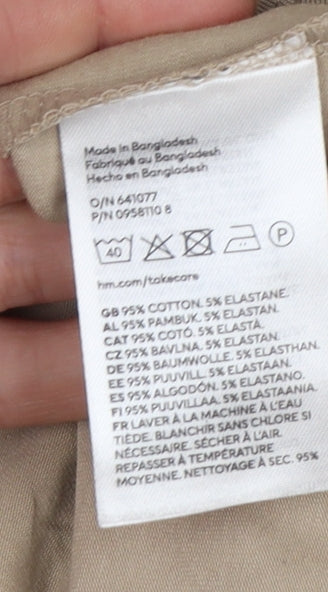 Made in Bangladesh
Fabriqué au Bangladesh
Hecho en Bangladesh
O/N 641077
P/N 0958110 8
40
P
hm.com/takecare
GB 95% COTTON. 5% ELASTANE.
AL 95% PAMBUK. 5% ELASTAN.
CAT 95% COTÓ. 5% ELASTÀ.
CZ 95% BAVLNA. 5% ELASTAN.
DE 95% BAUMWOLLE. 5% ELASTHAN.
EE 95% PUUVILL. 5% ELASTAAN.
ES 95% ALGODÓN. 5% ELASTANO.
FI 95% PUUVILLAA. 5% ELASTAANIA.
FR LAVER À LA MACHINE À L'EAU
TIÈDE. BLANCHIR SANS CHLORE SI
NÉCESSAIRE. SÉCHER À L'AIR.
REPASSER À TEMPÉRATURE
MOYENNE. NETTOYAGE À SEC. 95%